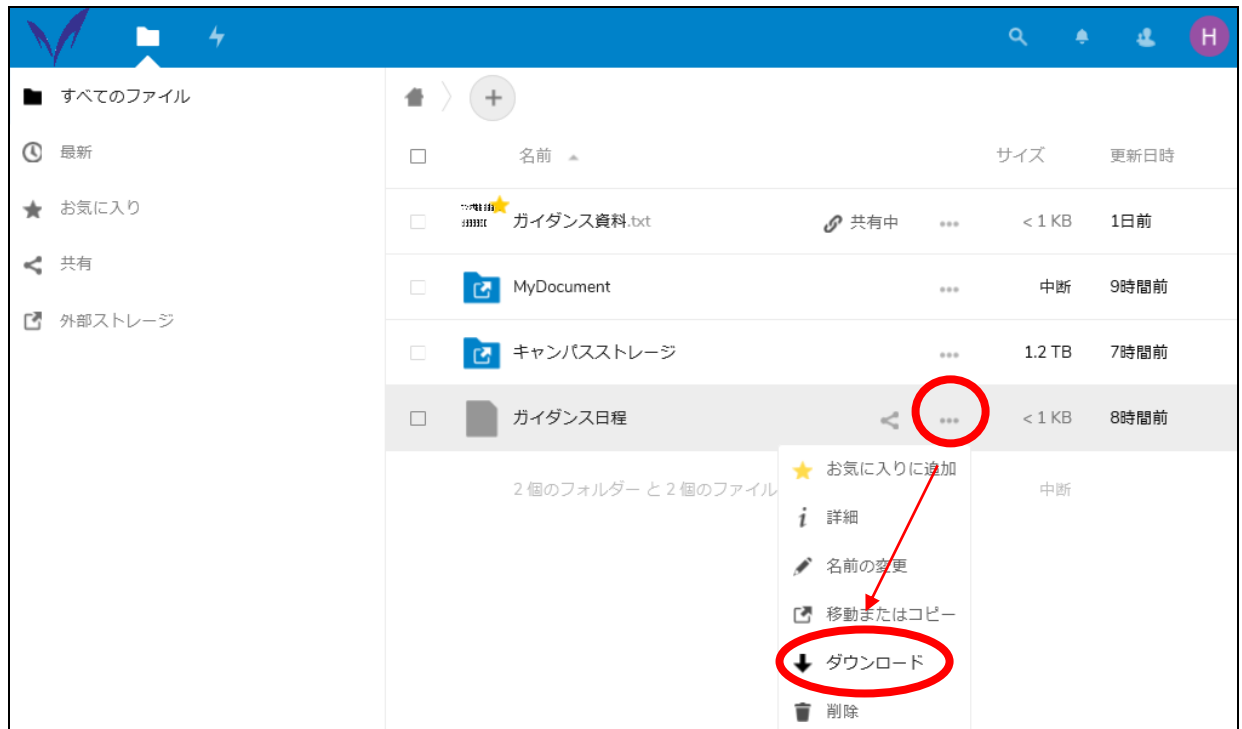 H
すべてのファイル
最新
お気に入り
共有
外部ストレージ
名前 サイズ 更新日時
ガイダンス資料.txt 共有中 < 1 KB 1日前
MyDocument 中断 9時間前
キャンパスストレージ 1.2 TB 7時間前
ガイダンス日程 < 1 KB 8時間前
2 個のフォルダー と 2 個のファイル 中断
お気に入りに追加
詳細
名前の変更
移動またはコピー
ダウンロード
削除